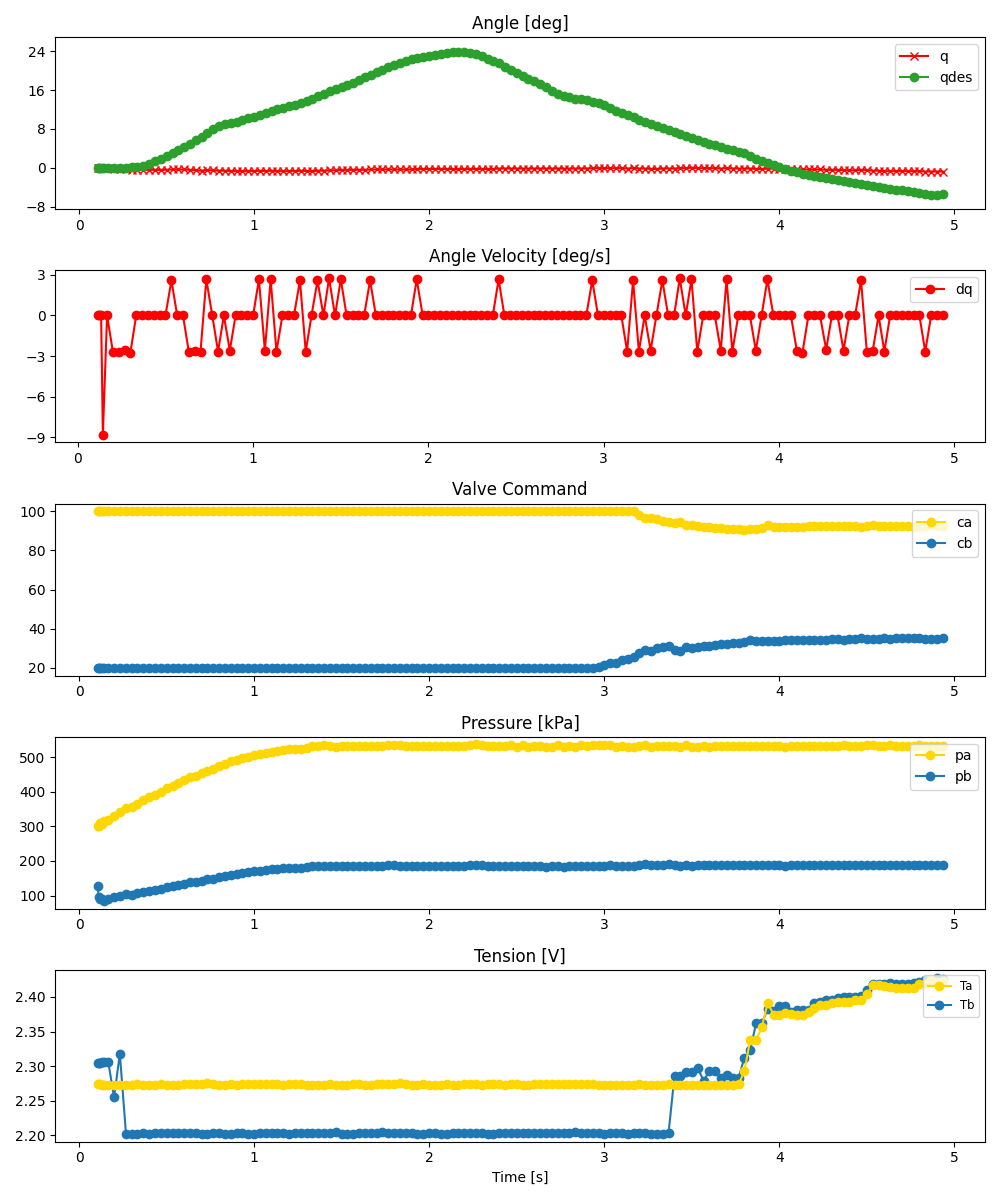 Angle [deg]
24
16
8
0
−8
q
qdes
0 1 2 3 4 5
Angle Velocity [deg/s]
3
0
−3
−6
−9
dq
0 1 2 3 4 5
Valve Command
100
80
60
40
20
ca
cb
0 1 2 3 4 5
Pressure [kPa]
500
400
300
200
100
pa
pb
0 1 2 3 4 5
Tension [V]
2.40
2.35
2.30
2.25
2.20
Ta
Tb
0 1 2 3 4 5
Time [s]